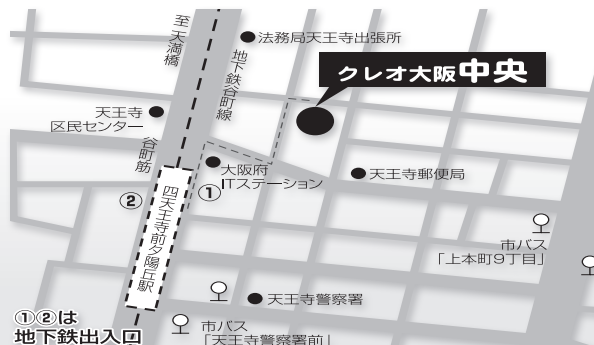 至 天満橋
法務局天王寺出張所
地下鉄谷町線
クレオ大阪中央
天王寺
区民センター
谷町筋
大阪府
ITステーション
天王寺郵便局
①
②
四天王寺前夕陽丘駅
市バス
「上本町9丁目」
天王寺警察署
①②は
地下鉄出入口
市バス
「天王寺警察署前」